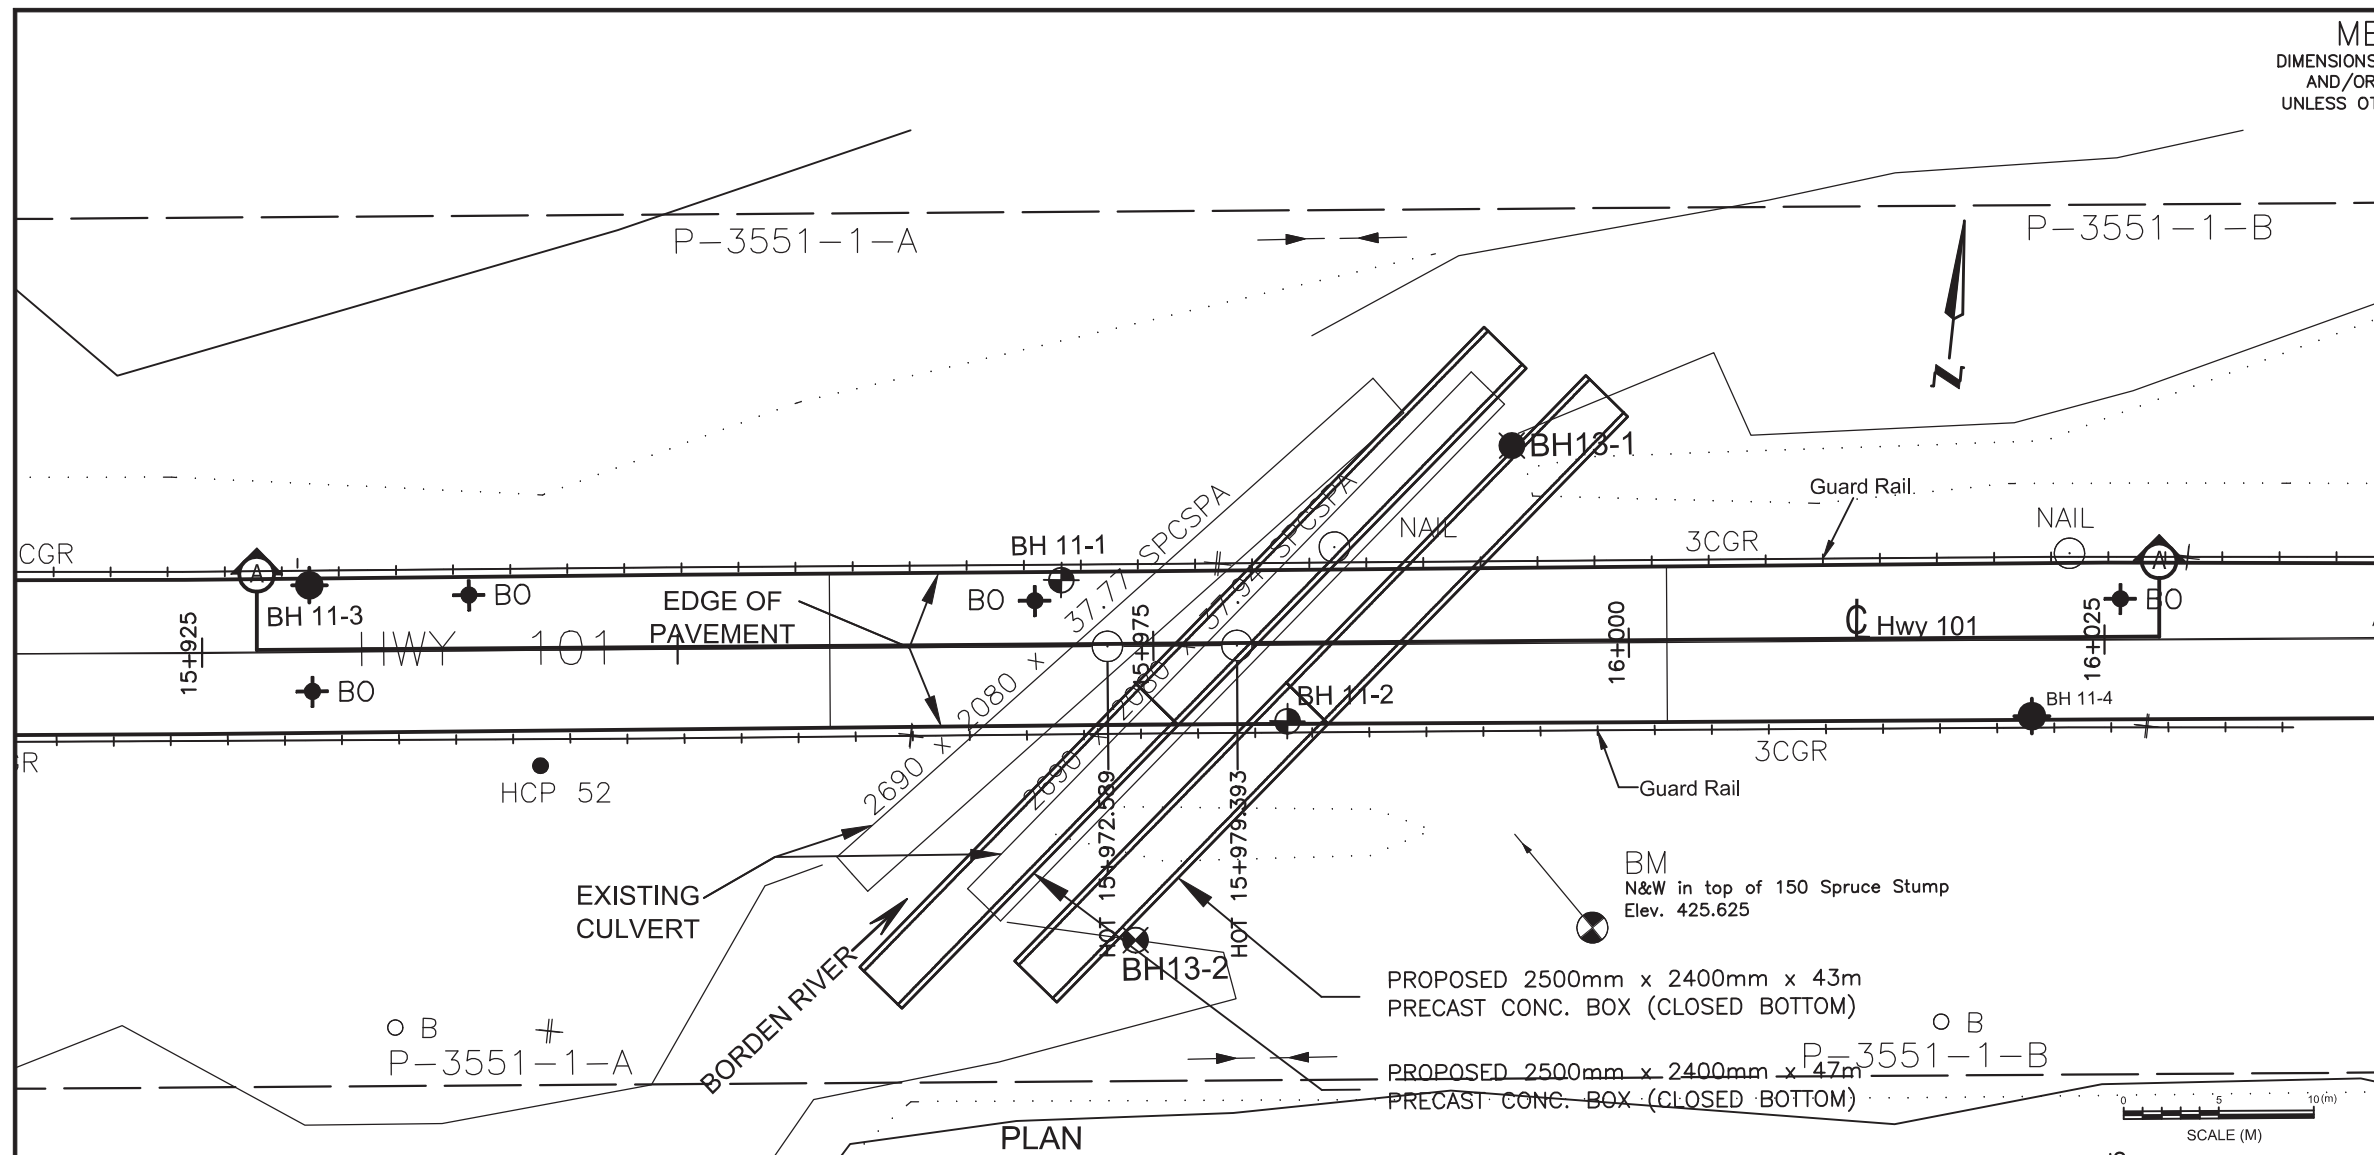 ME
DIMENSIONS
AND/OR
UNLESS OT
P-3551-1-A
P-3551-1-B
N
BH13-1
Guard Rail
NAIL
NAIL
3CGR
CGR
BH 11-1
37.77 SPCSPA
37.94 SPCSPA
A
A
BH 11-3
BO
BO
BO
BO
EDGE OF
PAVEMENT
HWY 101
15+925
15+975
16+000
16+025
℄ Hwy 101
BH 11-2
BH 11-4
2690 x 2080 x
2690 x 2080 x
3CGR
GR
HCP 52
Guard Rail
HOT 15+972.589
HOT 15+979.393
EXISTING
CULVERT
BM
N&W in top of 150 Spruce Stump
Elev. 425.625
BH13-2
BORDEN RIVER
PROPOSED 2500mm x 2400mm x 43m
PRECAST CONC. BOX (CLOSED BOTTOM)
B
B
P-3551-1-A
P-3551-1-B
PROPOSED 2500mm x 2400mm x 47m
PRECAST CONC. BOX (CLOSED BOTTOM)
0 5 10(m)
SCALE (M)
PLAN